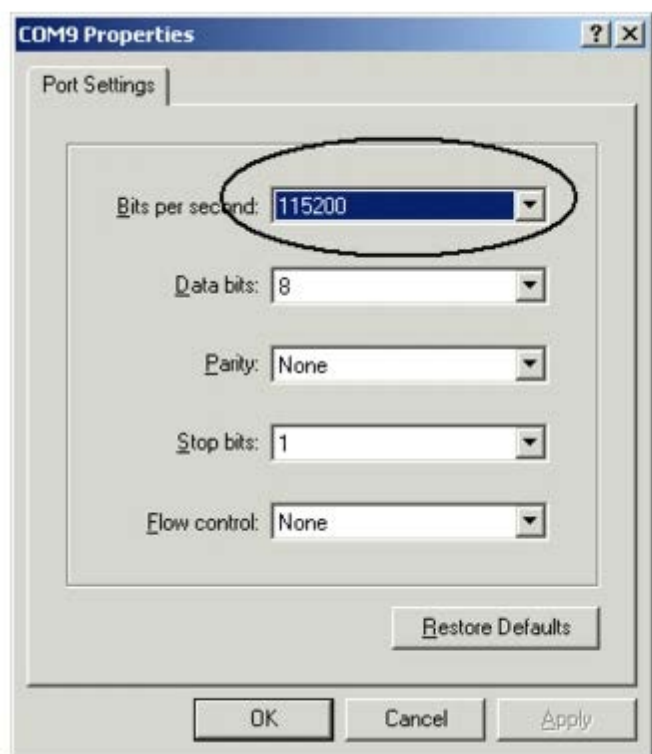 COM9 Properties
Port Settings
Bits per second: 115200
Data bits: 8
Parity: None
Stop bits: 1
Flow control: None
Restore Defaults
OK Cancel Apply